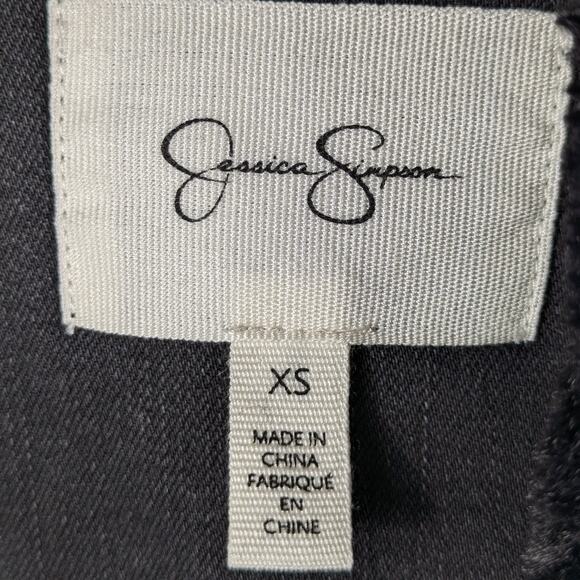 Jessica Simpson
XS
MADE IN
CHINA
FABRIQUÉ
EN
CHINE